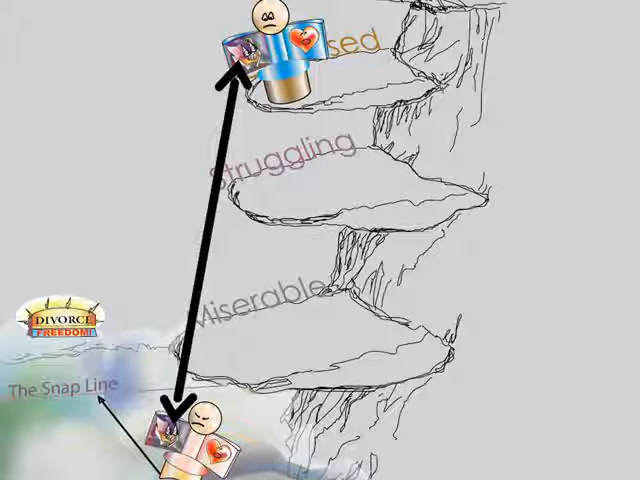 sed
Struggling
Miserable
DIVORCE
FREEDOM!
The Snap Line